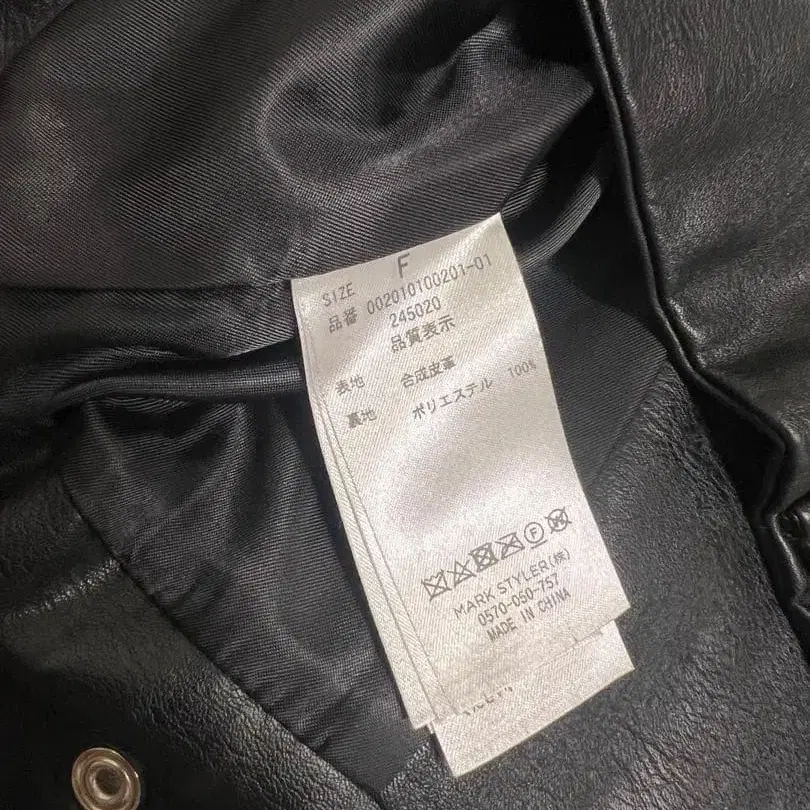 SIZE F
品番 002010100201-01
245020
品質表示
表地 合成皮革
裏地 ポリエステル 100%
F W
MARK STYLER(株)
0570-050-757
MADE IN CHINA